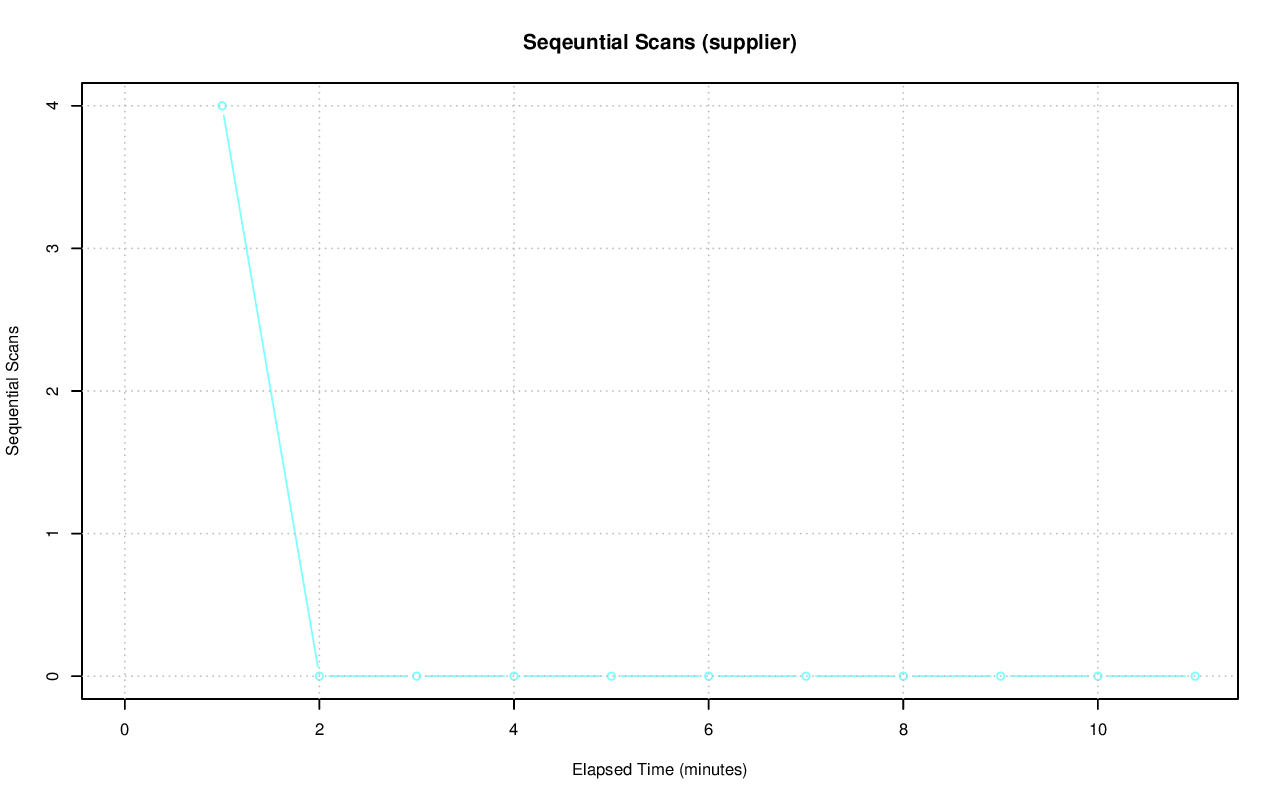 Seqeuntial Scans (supplier)
4
3
2
1
0
Sequential Scans
0 2 4 6 8 10
Elapsed Time (minutes)